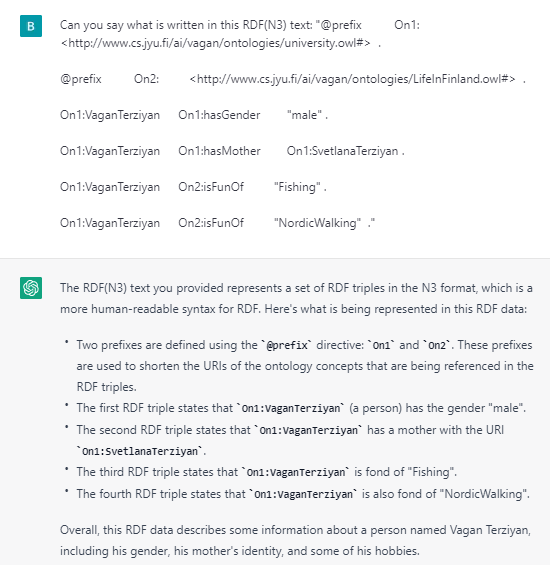 B
Can you say what is written in this RDF(N3) text: "@prefix On1:
<http://www.cs.jyu.fi/ai/vagan/ontologies/university.owl#> .
@prefix On2: <http://www.cs.jyu.fi/ai/vagan/ontologies/LifeInFinland.owl#> .
On1:VaganTerziyan On1:hasGender "male" .
On1:VaganTerziyan On1:hasMother On1:SvetlanaTerziyan .
On1:VaganTerziyan On2:isFunOf "Fishing" .
On1:VaganTerziyan On2:isFunOf "NordicWalking" ."
The RDF(N3) text you provided represents a set of RDF triples in the N3 format, which is a
more human-readable syntax for RDF. Here's what is being represented in this RDF data:
• Two prefixes are defined using the `@prefix` directive: `On1` and `On2`. These prefixes
are used to shorten the URIs of the ontology concepts that are being referenced in the
RDF triples.
• The first RDF triple states that `On1:VaganTerziyan` (a person) has the gender "male".
• The second RDF triple states that `On1:VaganTerziyan` has a mother with the URI
`On1:SvetlanaTerziyan`.
• The third RDF triple states that `On1:VaganTerziyan` is fond of "Fishing".
• The fourth RDF triple states that `On1:VaganTerziyan` is also fond of "NordicWalking".
Overall, this RDF data describes some information about a person named Vagan Terziyan,
including his gender, his mother's identity, and some of his hobbies.